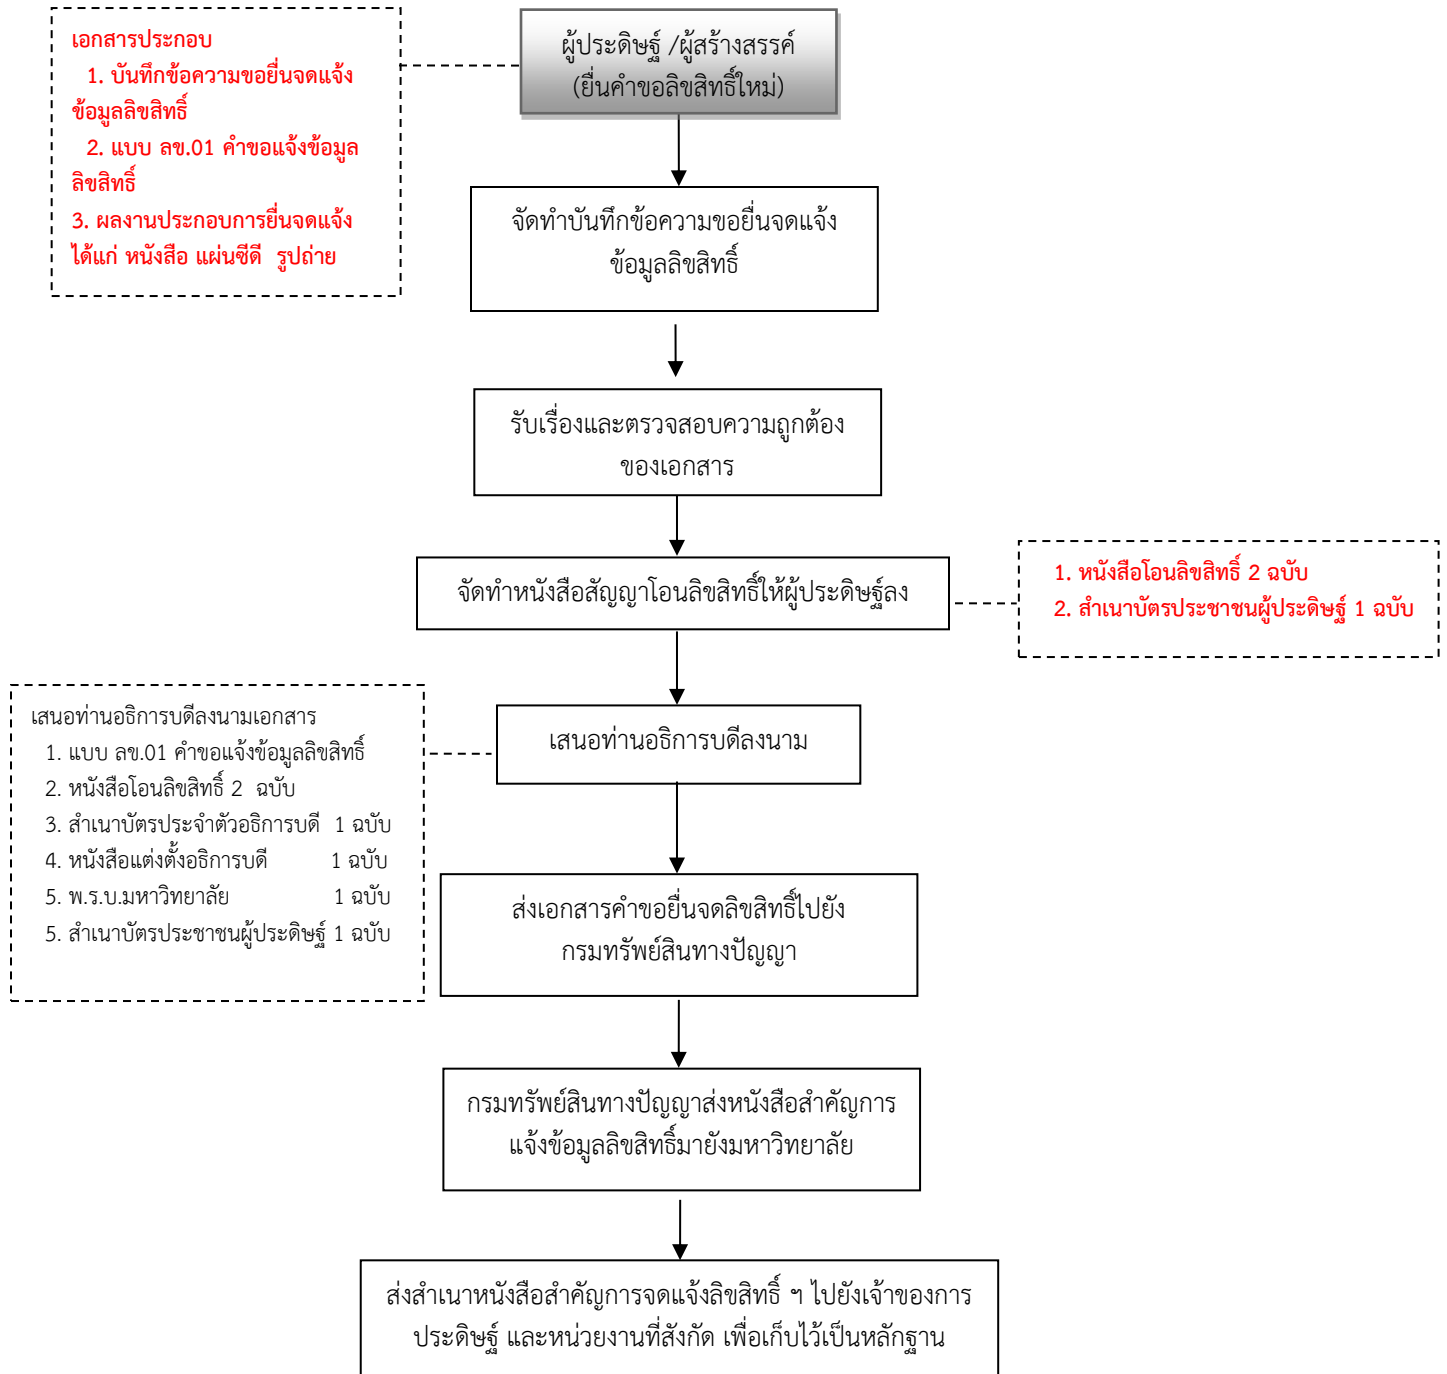 เอกสารประกอบ
1. บันทึกข้อความขอยื่นจดแจ้ง
ข้อมูลลิขสิทธิ์
2. แบบ ลข.01 คำขอแจ้งข้อมูล
ลิขสิทธิ์
3. ผลงานประกอบการยื่นจดแจ้ง
ได้แก่ หนังสือ แผ่นซีดี รูปถ่าย
ผู้ประดิษฐ์ /ผู้สร้างสรรค์
(ยื่นคำขอลิขสิทธิ์ใหม่)
จัดทำบันทึกข้อความขอยื่นจดแจ้ง
ข้อมูลลิขสิทธิ์
รับเรื่องและตรวจสอบความถูกต้อง
ของเอกสาร
จัดทำหนังสือสัญญาโอนลิขสิทธิ์ให้ผู้ประดิษฐ์ลง
1. หนังสือโอนลิขสิทธิ์ 2 ฉบับ
2. สำเนาบัตรประชาชนผู้ประดิษฐ์ 1 ฉบับ
เสนอท่านอธิการบดีลงนาม
เสนอท่านอธิการบดีลงนามเอกสาร
1. แบบ ลข.01 คำขอแจ้งข้อมูลลิขสิทธิ์
2. หนังสือโอนลิขสิทธิ์ 2 ฉบับ
3. สำเนาบัตรประจำตัวอธิการบดี 1 ฉบับ
4. หนังสือแต่งตั้งอธิการบดี 1 ฉบับ
5. พ.ร.บ.มหาวิทยาลัย 1 ฉบับ
5. สำเนาบัตรประชาชนผู้ประดิษฐ์ 1 ฉบับ
ส่งเอกสารคำขอยื่นจดลิขสิทธิ์ไปยัง
กรมทรัพย์สินทางปัญญา
กรมทรัพย์สินทางปัญญาส่งหนังสือสำคัญการ
แจ้งข้อมูลลิขสิทธิ์มายังมหาวิทยาลัย
ส่งสำเนาหนังสือสำคัญการจดแจ้งลิขสิทธิ์ ฯ ไปยังเจ้าของการ
ประดิษฐ์ และหน่วยงานที่สังกัด เพื่อเก็บไว้เป็นหลักฐาน